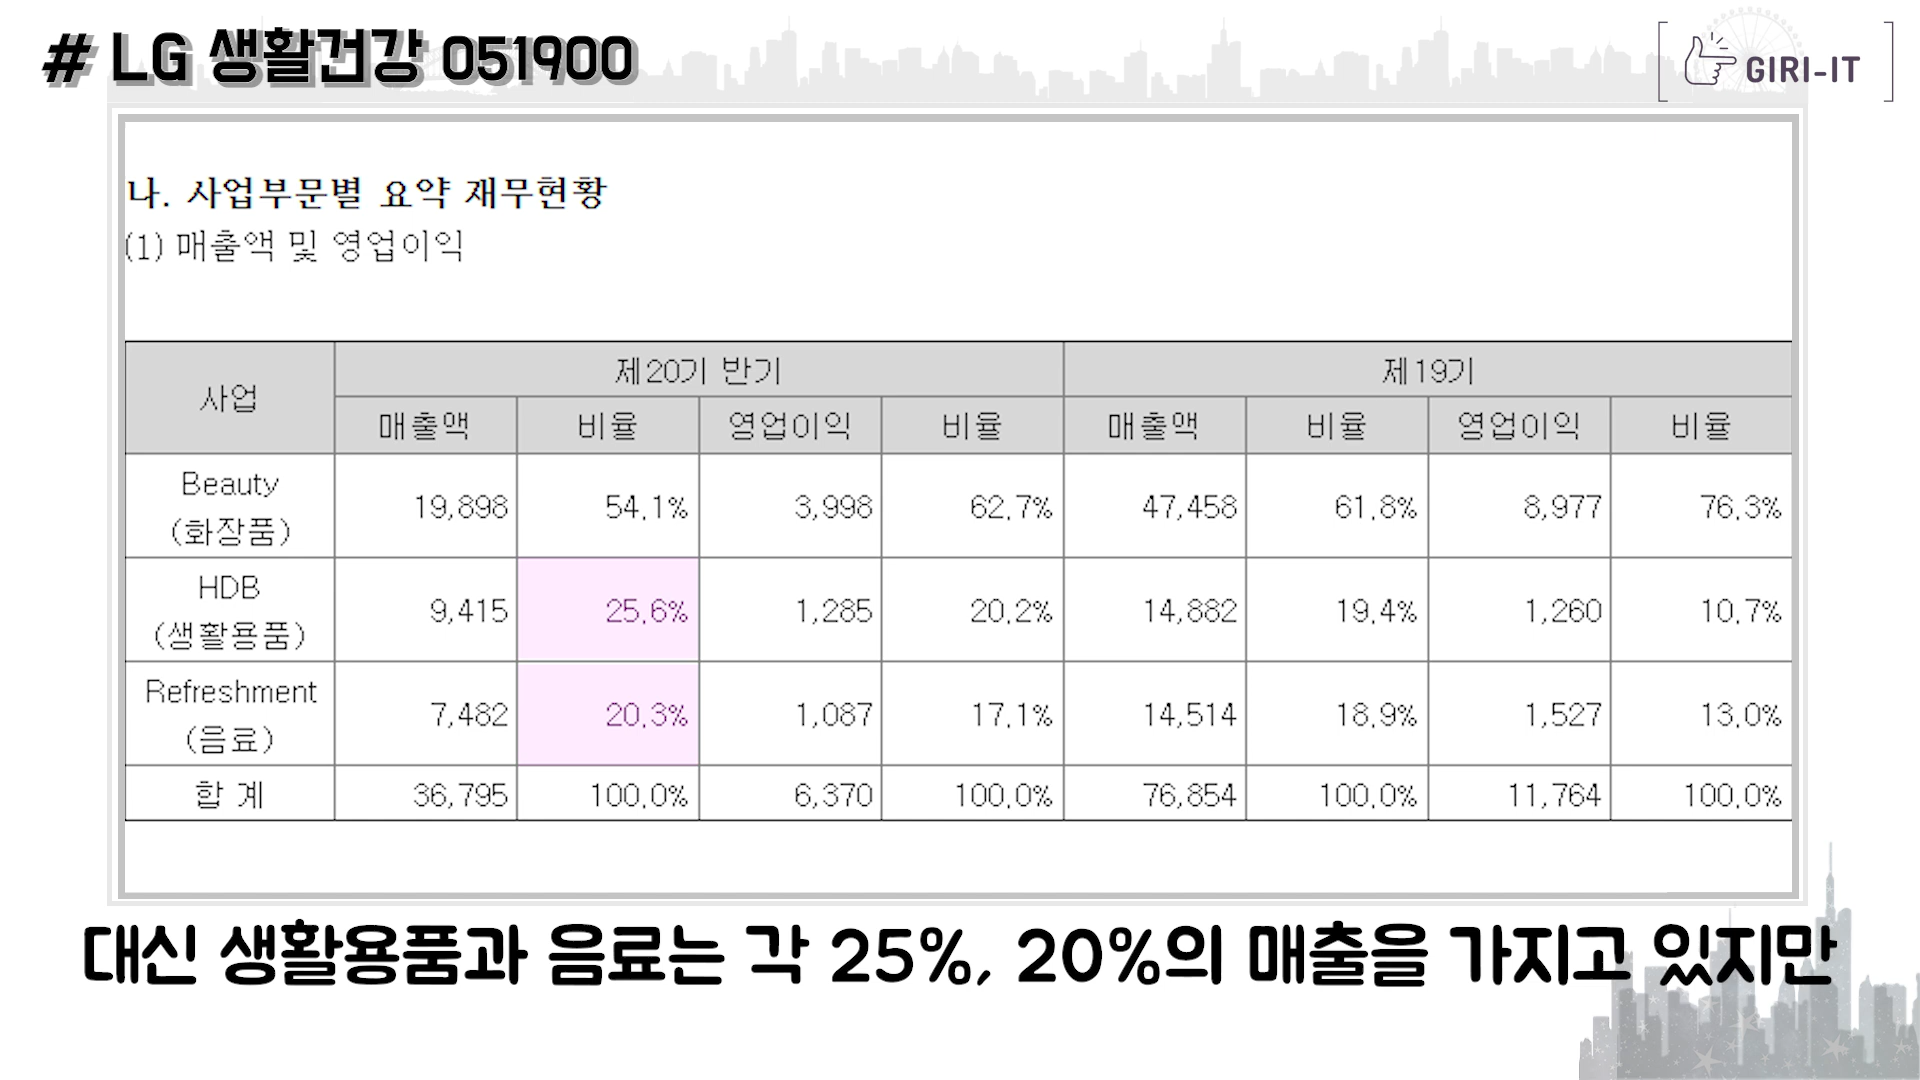 # LG 생활건강 051900
GIRI-IT
나. 사업부문별 요약 재무현황
(1) 매출액 및 영업이익
사업 제20기 반기 제19기
매출액 비율 영업이익 비율 매출액 비율 영업이익 비율
Beauty
(화장품) 19,898 54.1% 3,998 62.7% 47,458 61.8% 8,977 76.3%
HDB
(생활용품) 9,415 25.6% 1,285 20.2% 14,882 19.4% 1,260 10.7%
Refreshment
(음료) 7,482 20.3% 1,087 17.1% 14,514 18.9% 1,527 13.0%
합 계 36,795 100.0% 6,370 100.0% 76,854 100.0% 11,764 100.0%
대신 생활용품과 음료는 각 25%, 20%의 매출을 가지고 있지만